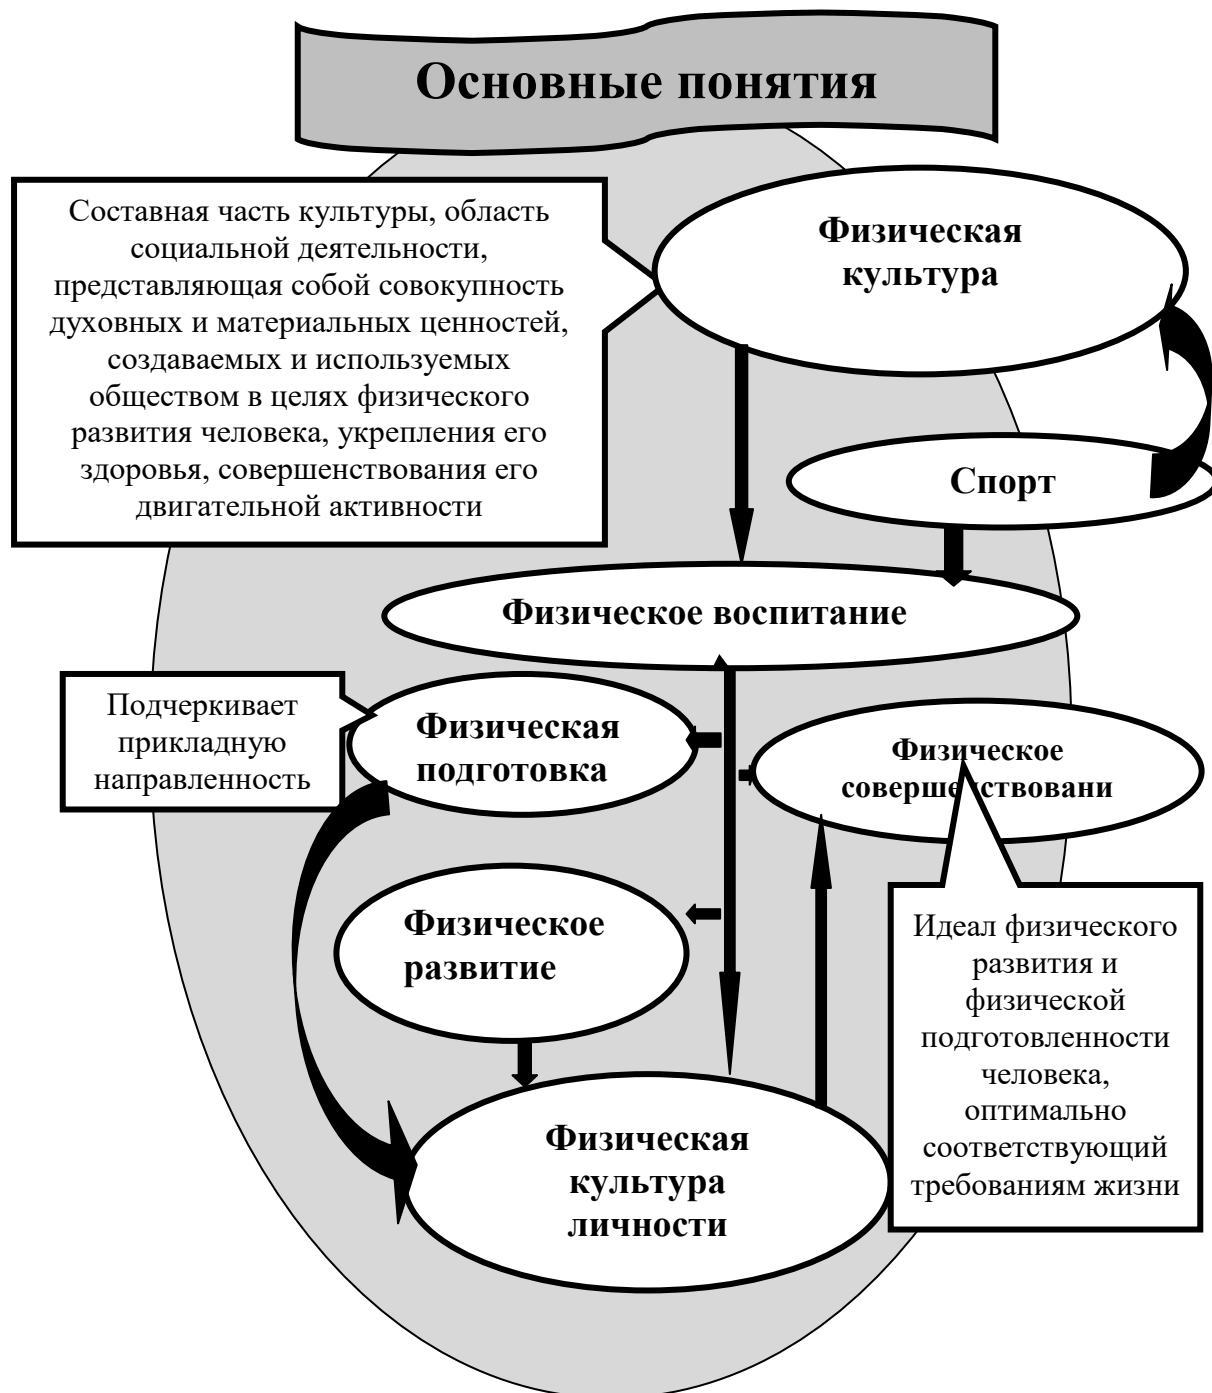 Основные понятия
Составная часть культуры, область
социальной деятельности,
представляющая собой совокупность
духовных и материальных ценностей,
создаваемых и используемых
обществом в целях физического
развития человека, укрепления его
здоровья, совершенствования его
двигательной активности
Физическая
культура
Спорт
Физическое воспитание
Подчеркивает
прикладную
направленность
Физическая
подготовка
Физическое
совершенствовани
Физическое
развитие
Идеал физического
развития и
физической
подготовленности
человека,
оптимально
соответствующий
требованиям жизни
Физическая
культура
личности